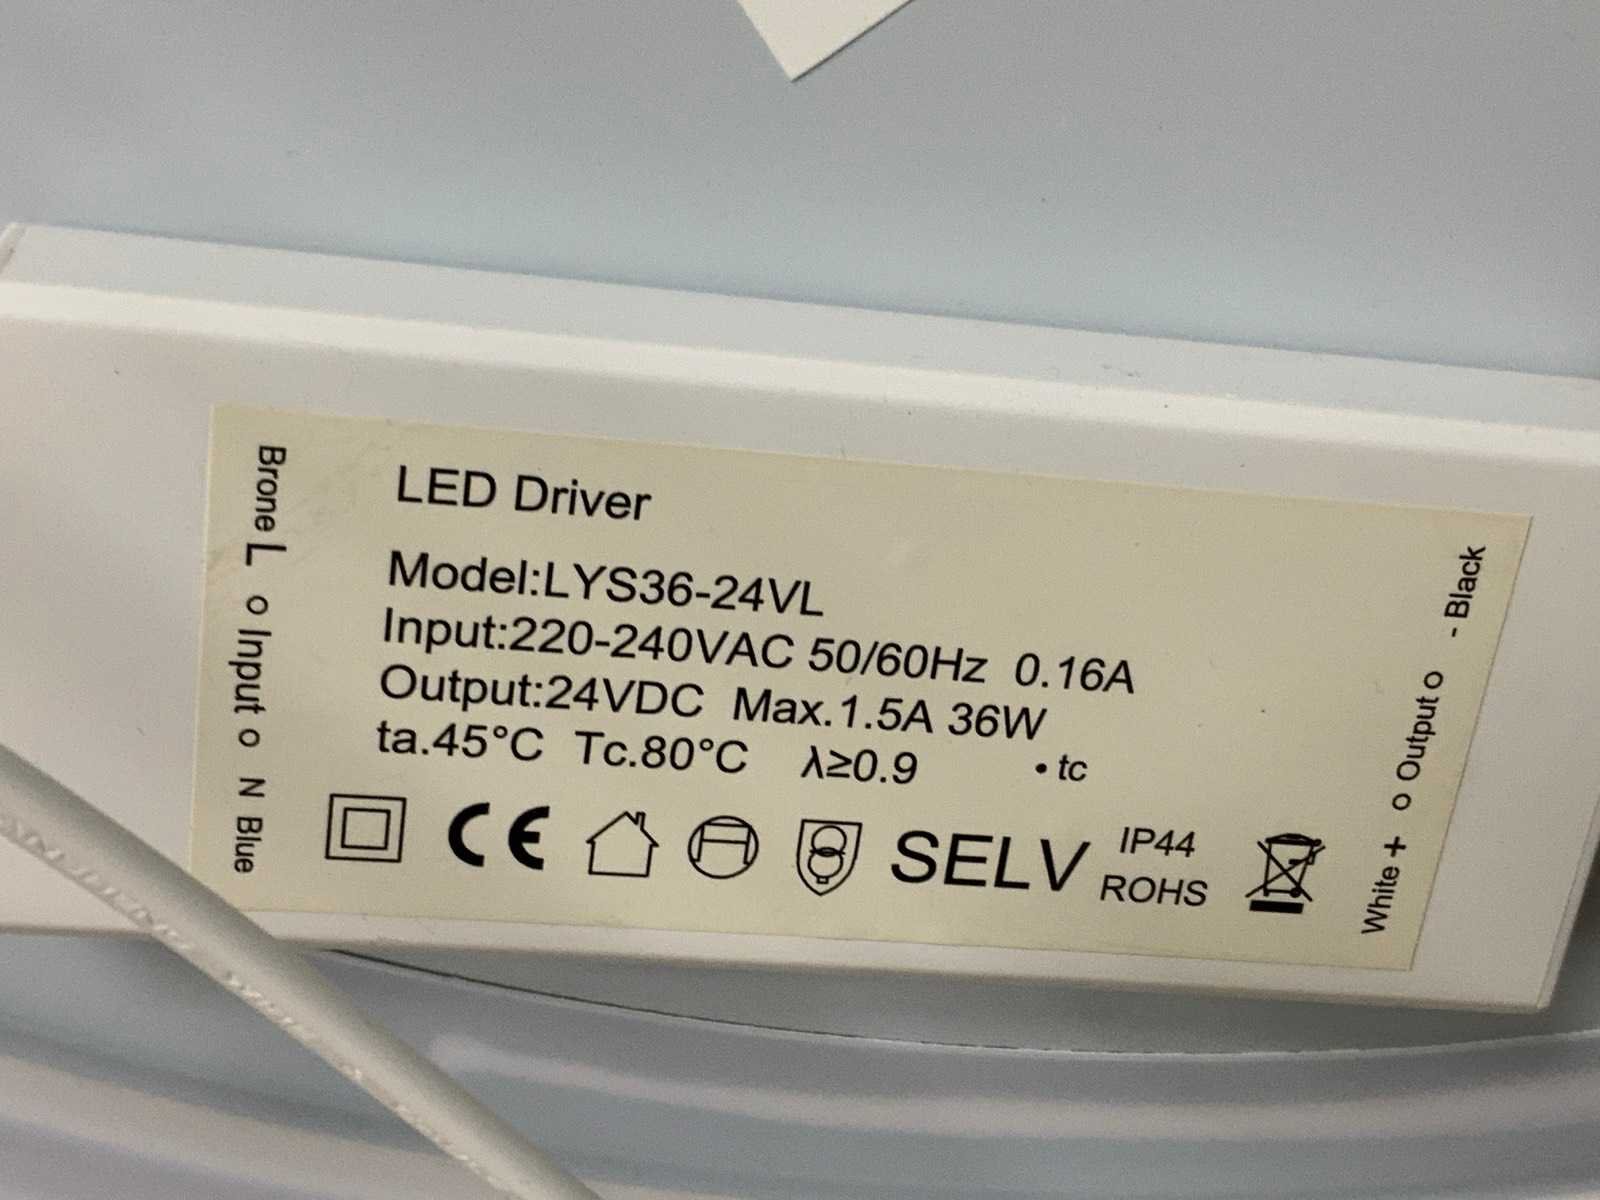 LED Driver
Model:LYS36-24VL
Input:220-240VAC 50/60Hz 0.16A
Output:24VDC Max.1.5A 36W
ta.45°C Tc.80°C λ≥0.9 • tc
CE SELV IP44
ROHS
Brone L o Input o N Blue
White + o Output o - Black